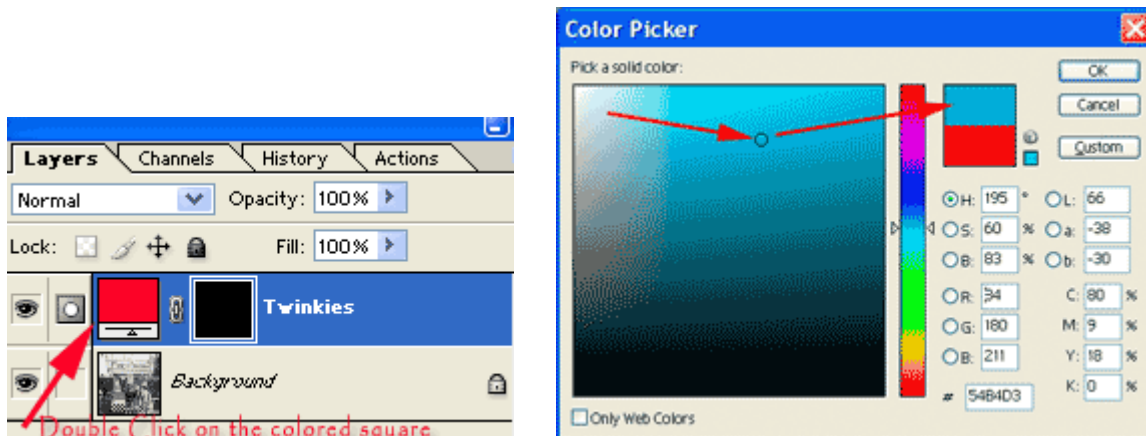 Layers Channels History Actions
Normal Opacity: 100%
Lock: Fill: 100%
Twinkies
Background
Double Click on the colored square
Color Picker
Pick a solid color:
OK
Cancel
Custom
H: 195 ° L: 66
S: 60 % a: -38
B: 83 % b: -30
R: 84 C: 80 %
G: 180 M: 9 %
B: 211 Y: 18 %
# 54B4D3 K: 0 %
Only Web Colors